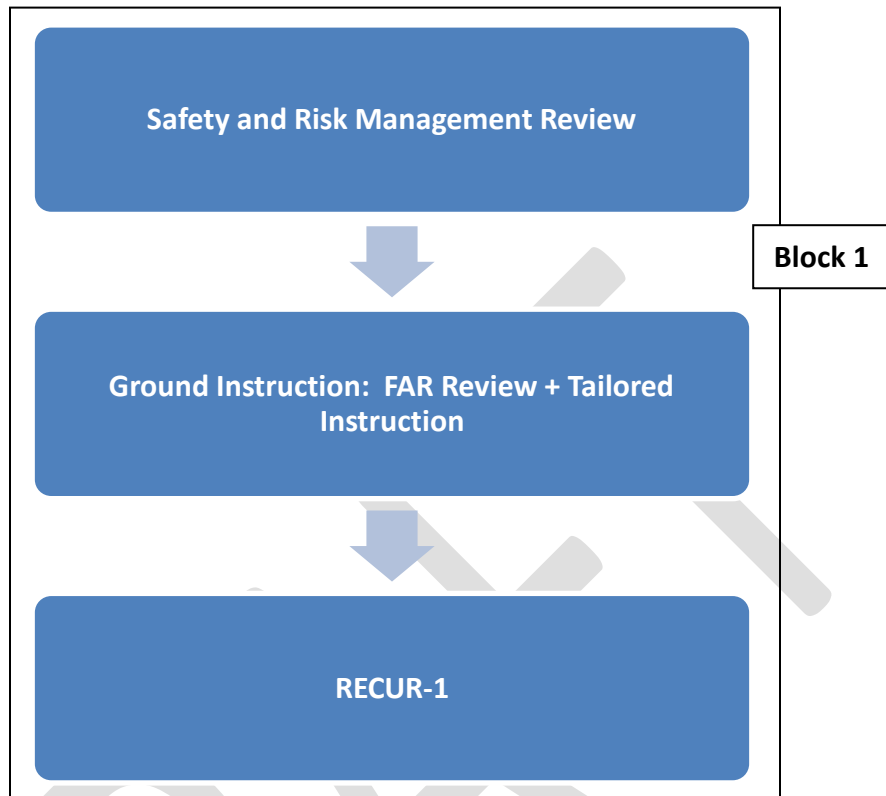 Safety and Risk Management Review
Block 1
Ground Instruction: FAR Review + Tailored
Instruction
RECUR-1